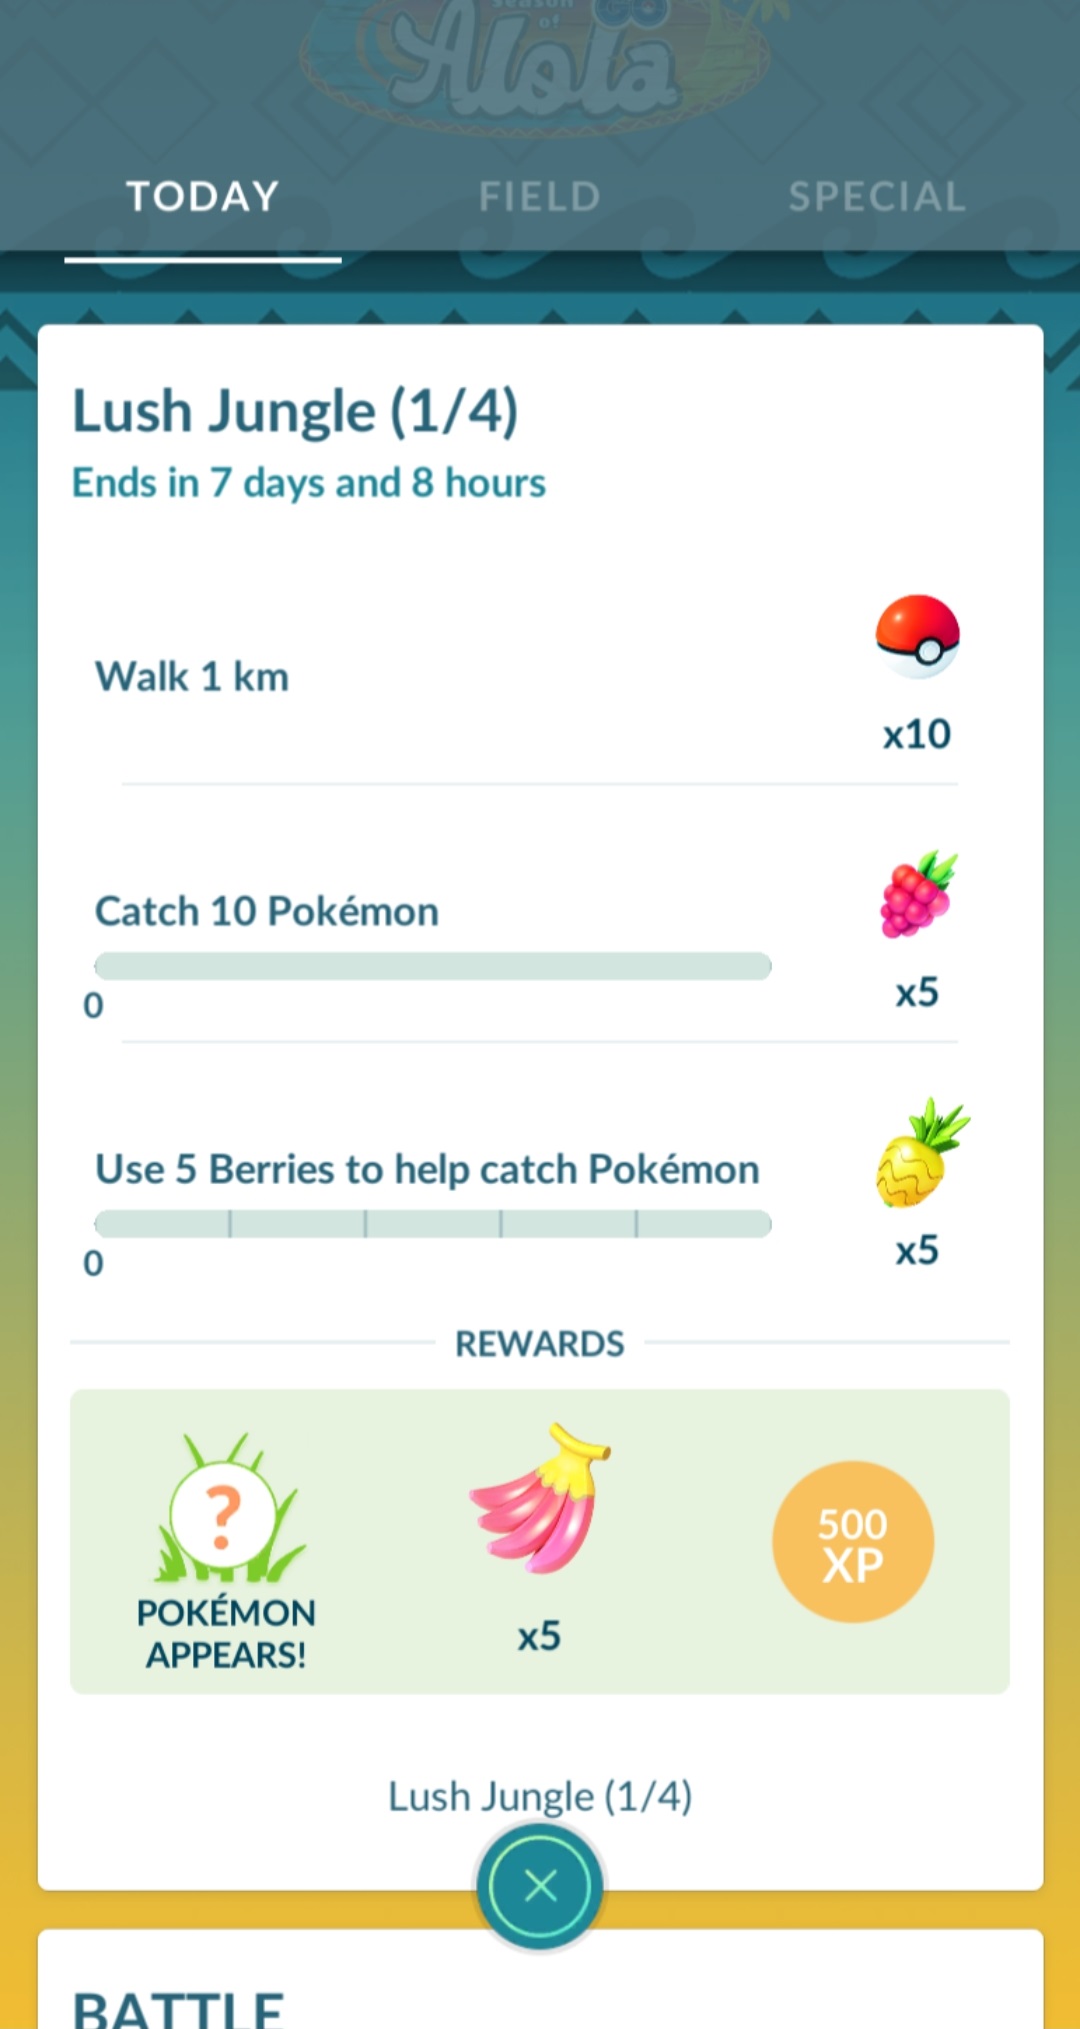 season
of GO
Alola
TODAY FIELD SPECIAL
Lush Jungle (1/4)
Ends in 7 days and 8 hours
Walk 1 km
x10
Catch 10 Pokémon
0
x5
Use 5 Berries to help catch Pokémon
0
x5
REWARDS
?
POKÉMON
APPEARS!
x5
500
XP
Lush Jungle (1/4)
BATTLE